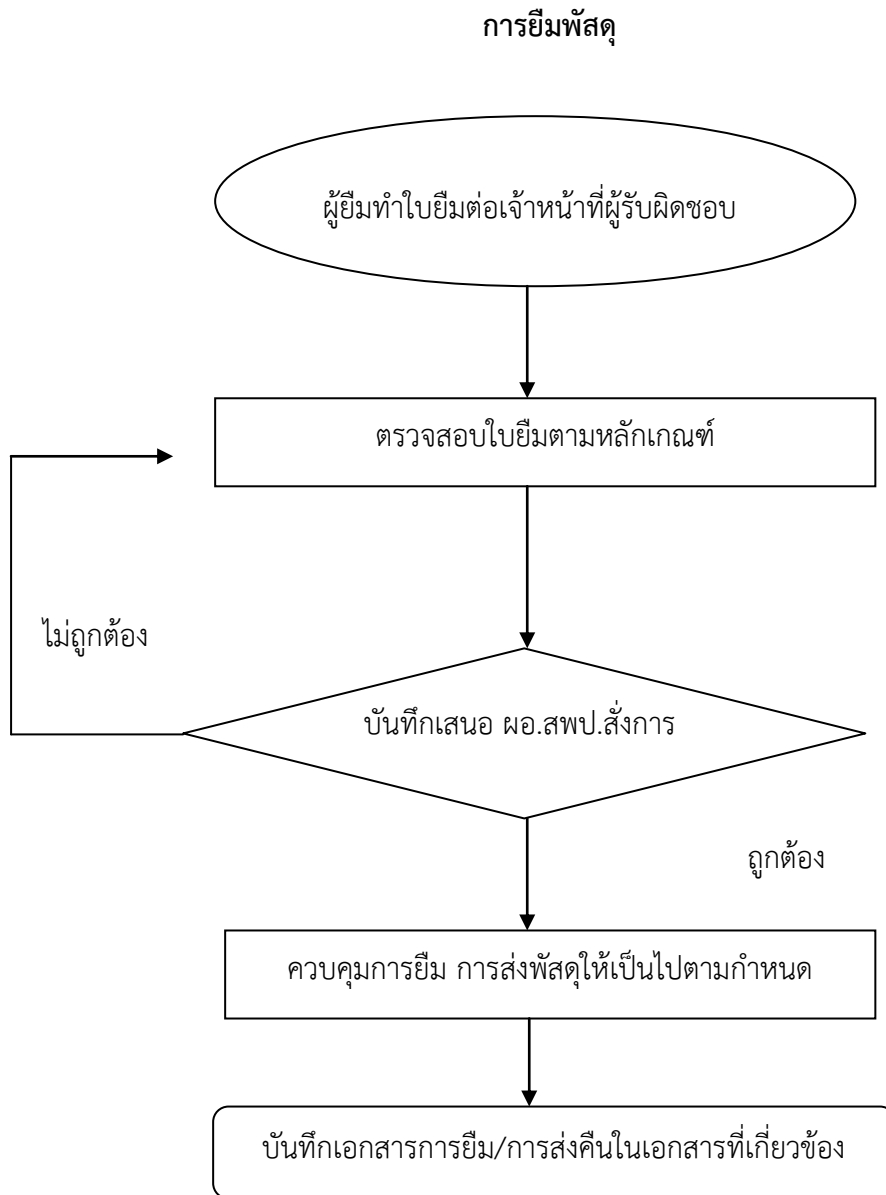 การยืมพัสดุ
ผู้ยืมทำใบยืมต่อเจ้าหน้าที่ผู้รับผิดชอบ
ตรวจสอบใบยืมตามหลักเกณฑ์
ไม่ถูกต้อง
บันทึกเสนอ ผอ.สพป.สั่งการ
ถูกต้อง
ควบคุมการยืม การส่งพัสดุให้เป็นไปตามกำหนด
บันทึกเอกสารการยืม/การส่งคืนในเอกสารที่เกี่ยวข้อง